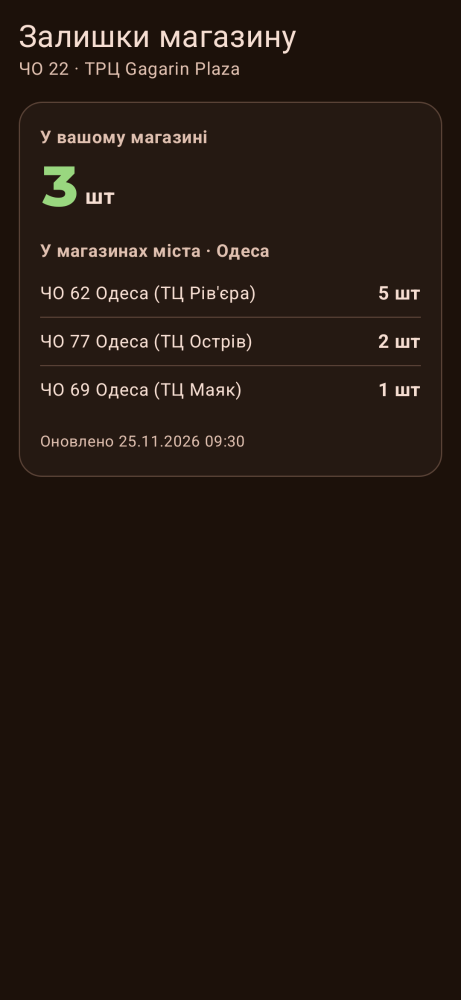 Залишки магазину
ЧО 22 · ТРЦ Gagarin Plaza
У вашому магазині
3 шт
У магазинах міста · Одеса
ЧО 62 Одеса (ТЦ Рів'єра) 5 шт
ЧО 77 Одеса (ТЦ Острів) 2 шт
ЧО 69 Одеса (ТЦ Маяк) 1 шт
Оновлено 25.11.2026 09:30